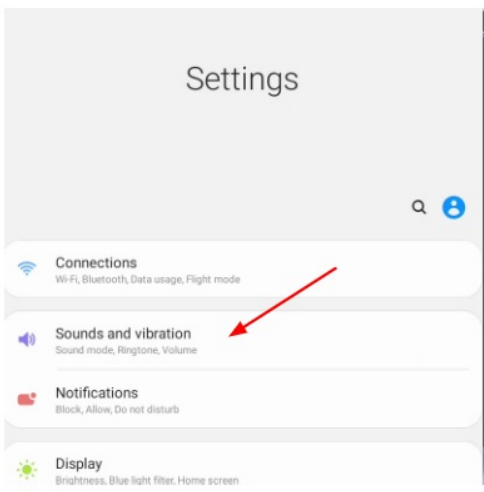 Settings
Connections
Wi-Fi, Bluetooth, Data usage, Flight mode
Sounds and vibration
Sound mode, Ringtone, Volume
Notifications
Block, Allow, Do not disturb
Display
Brightness, Blue light filter, Home screen